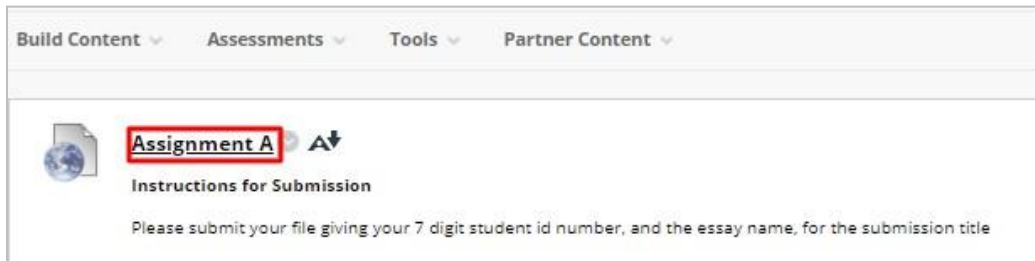 Build Content Assessments Tools Partner Content
Assignment A A
Instructions for Submission
Please submit your file giving your 7 digit student id number, and the essay name, for the submission title